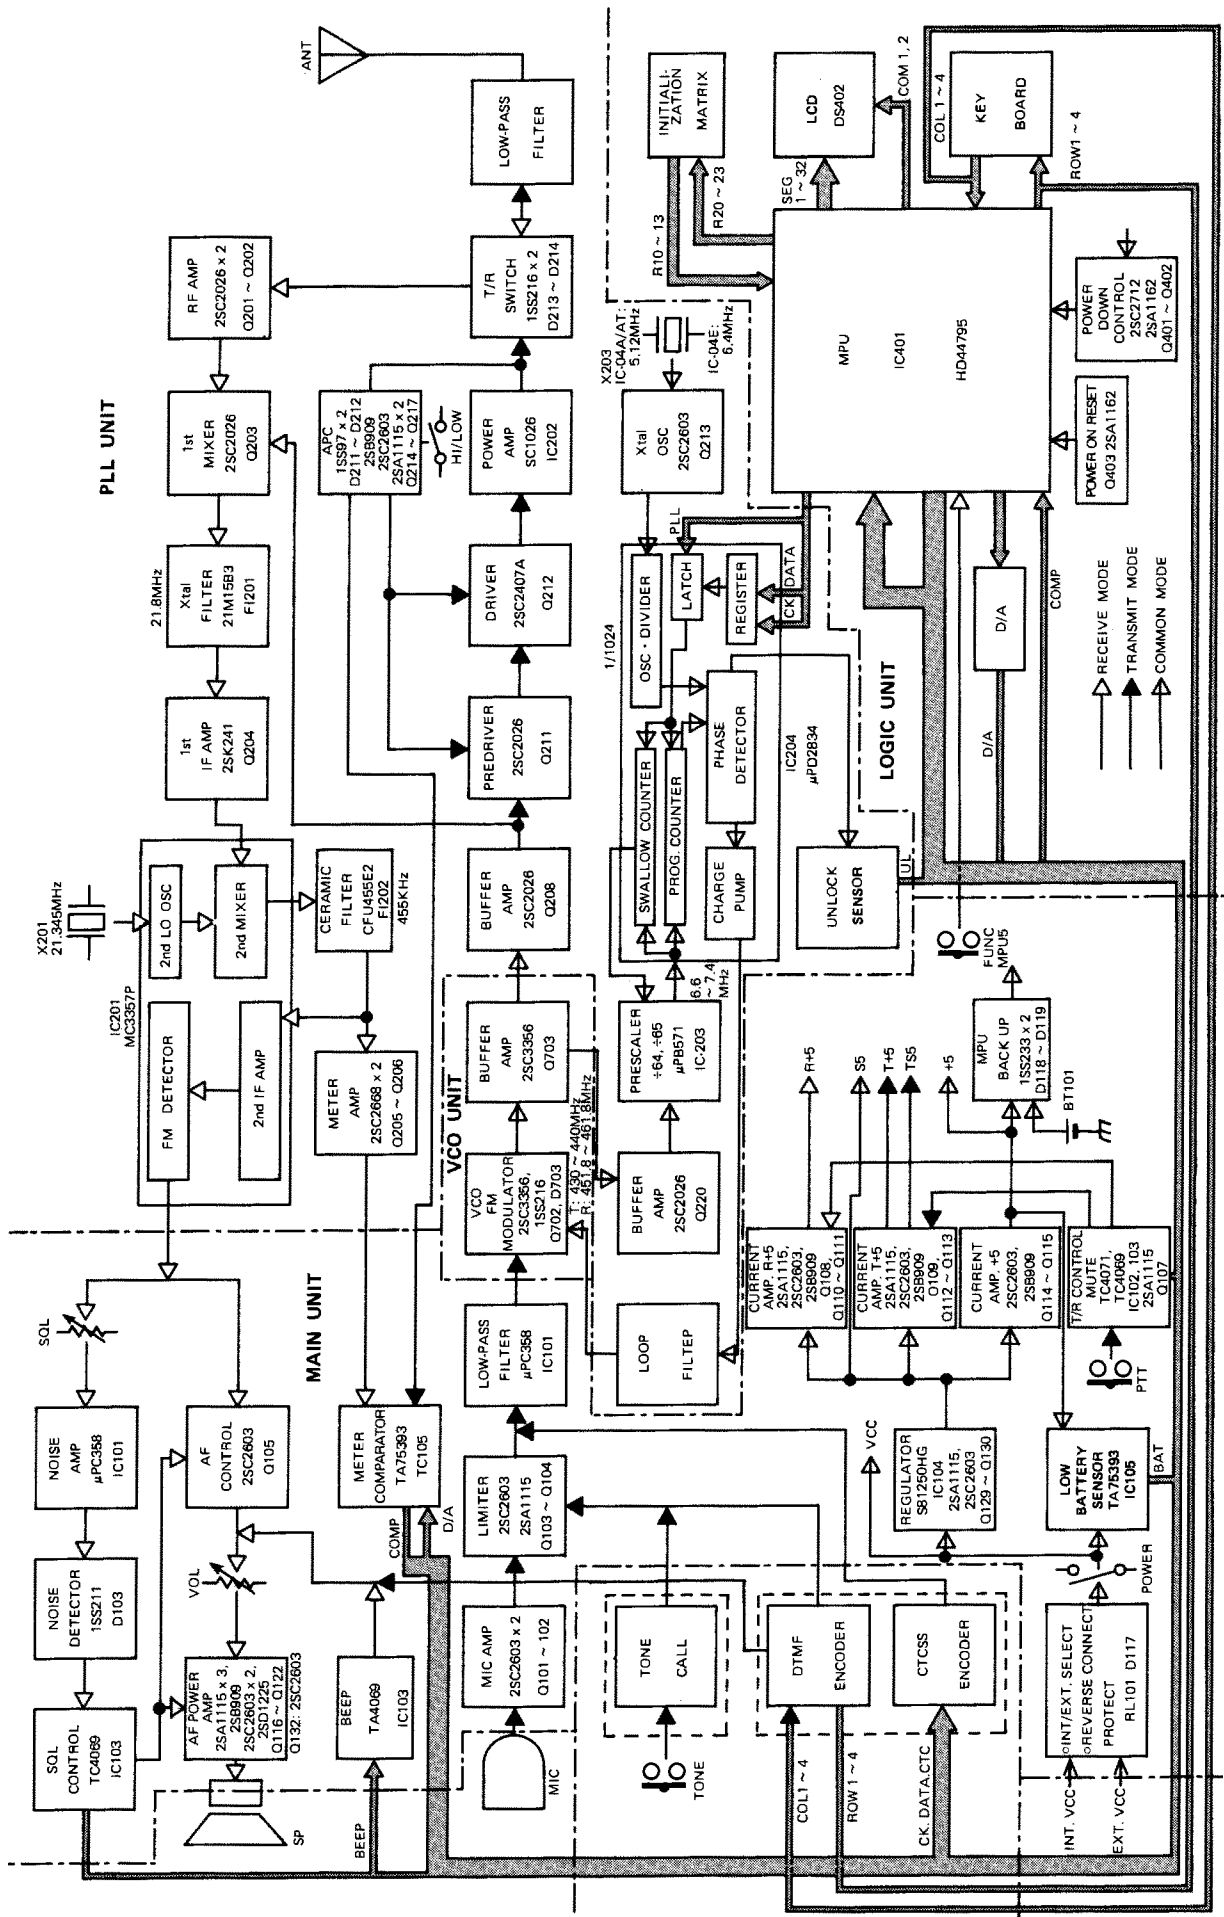 ANT
LOW-PASS
FILTER
PLL UNIT
RF AMP
2SC2026 x 2
Q201 ~ Q202
T/R
SWITCH
1SS216 x 2
D213 ~ D214
1st
MIXER
2SC2026
Q203
APC
1SS97 x 2
D211 ~ D212
2SB909
2SC2603
2SA1115 x 2
Q214 ~ Q217
HI/LOW
POWER
AMP
SC1026
IC202
21.8MHz
Xtal
FILTER
21M15B3
FI201
DRIVER
2SC2407A
Q212
1st
IF AMP
2SK241
Q204
PREDRIVER
2SC2026
Q211
X201
21.345MHz
2nd LO OSC
2nd MIXER
CERAMIC
FILTER
CFU455E2
FI202
455KHz
BUFFER
AMP
2SC2026
Q208
IC201
MC3357P
FM DETECTOR
2nd IF AMP
METER
AMP
2SC2668 x 2
Q205 ~ Q206
VCO UNIT
BUFFER
AMP
2SC3356
Q703
VCO
FM
MODULATOR
2SC3356,
1SS216
Q702, D703
T: 430 ~ 440MHz
R: 451.8 ~ 461.8MHz
INITIALI-
ZATION
MATRIX
R10 ~ 13
R20 ~ 23
LCD
DS402
SEG
1 ~ 32
COM 1, 2
COL 1 ~ 4
KEY
BOARD
ROW1 ~ 4
MPU
IC401
HD44795
POWER
DOWN
CONTROL
2SC2712
2SA1162
Q401 ~ Q402
POWER ON RESET
Q403 2SA1162
X203
IC-04A/AT:
5.12MHz
IC-04E:
6.4MHz
Xtal
OSC
2SC2603
Q213
PLL
CK, DATA
1/1024
OSC · DIVIDER
LATCH
REGISTER
SWALLOW COUNTER
PROG. COUNTER
PHASE
DETECTOR
CHARGE
PUMP
IC204
μPD2834
LOGIC UNIT
UNLOCK
SENSOR
UL
D/A
D/A
COMP
RECEIVE MODE
TRANSMIT MODE
COMMON MODE
6.6
~ 7.4
MHz
PRESCALER
÷64, ÷65
μPB571
IC-203
BUFFER
AMP
2SC2026
Q220
FUNC
MPU5
MPU
BACK UP
1SS233 x 2
D118 ~ D119
BT101
R+5
S5
T+5
TS5
+5
MAIN UNIT
SQL
NOISE
AMP
μPC358
IC101
AF
CONTROL
2SC2603
Q105
METER
COMPARATOR
TA75393
TC105
COMP
D/A
LOW-PASS
FILTER
μPC358
IC101
LIMITER
2SC2603
2SA1115
Q103 ~ Q104
LOOP
FILTEP
CURRENT
AMP. R+5
2SA1115,
2SC2603,
2SB909
Q108,
Q110 ~ Q111
CURRENT
AMP. T+5
2SA1115,
2SC2603,
2SB909
O109,
Q112 ~ Q113
CURRENT
AMP. +5
2SC2603,
2SB909
Q114 ~ Q115
T/R CONTROL
MUTE
TC4071,
TC4069
IC102, 103
2SA1115
Q107
PTT
VCC
REGULATOR
S81250HG
IC104
2SA1115,
2SC2603
Q129 ~ Q130
LOW
BATTERY
SENSOR
TA75393
IC105
BAT
POWER
NOISE
DETECTOR
1SS211
D103
VOL
SQL
CONTROL
TC4069
IC103
AF POWER
AMP
2SA1115 x 3,
2SB909
2SC2603 x 2,
2SD1225
Q116 ~ Q122
Q132: 2SC2603
SP
BEEP
TA4069
IC103
BEEP
MIC AMP
2SC2603 x 2
Q101 ~ 102
MIC
TONE
CALL
TONE
DTMF
ENCODER
CTCSS
ENCODER
COL1 ~ 4
ROW 1 ~ 4
CK. DATA.CTC
INT/EXT. SELECT
REVERSE CONNECT
PROTECT
RL101 D117
INT. VCC
EXT. VCC